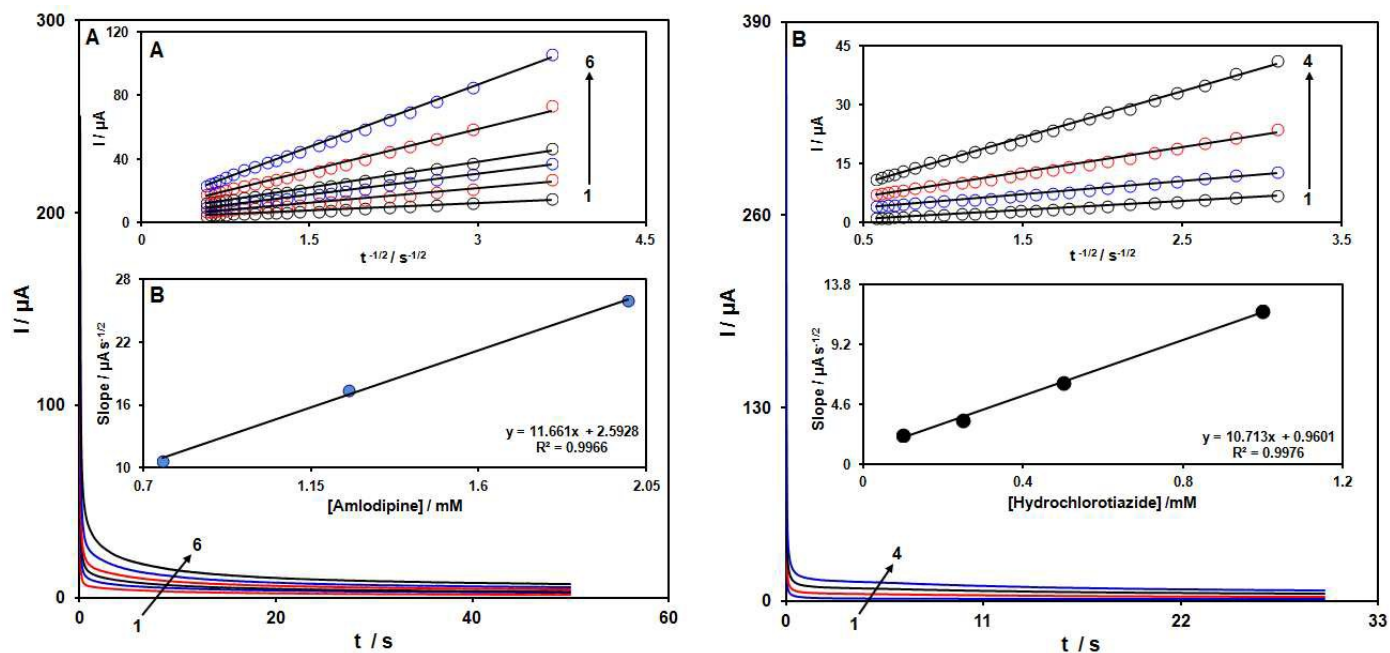 300
A
200
100
0
I / µA
0
20
40
60
t / s
6
1
A
120
80
40
0
I / µA
0
1.5
3
4.5
t -1/2 / s-1/2
6
1
B
28
22
16
10
Slope / µA s-1/2
0.7
1.15
1.6
2.05
[Amlodipine] / mM
y = 11.661x + 2.5928
R² = 0.9966
390
B
260
130
0
I / µA
0
11
22
33
t / s
4
1
45
30
15
0
I / µA
0.5
1.5
2.5
3.5
t -1/2 / s-1/2
4
1
13.8
9.2
4.6
0
Slope / µA s-1/2
0
0.4
0.8
1.2
[Hydrochlorotiazide] /mM
y = 10.713x + 0.9601
R² = 0.9976